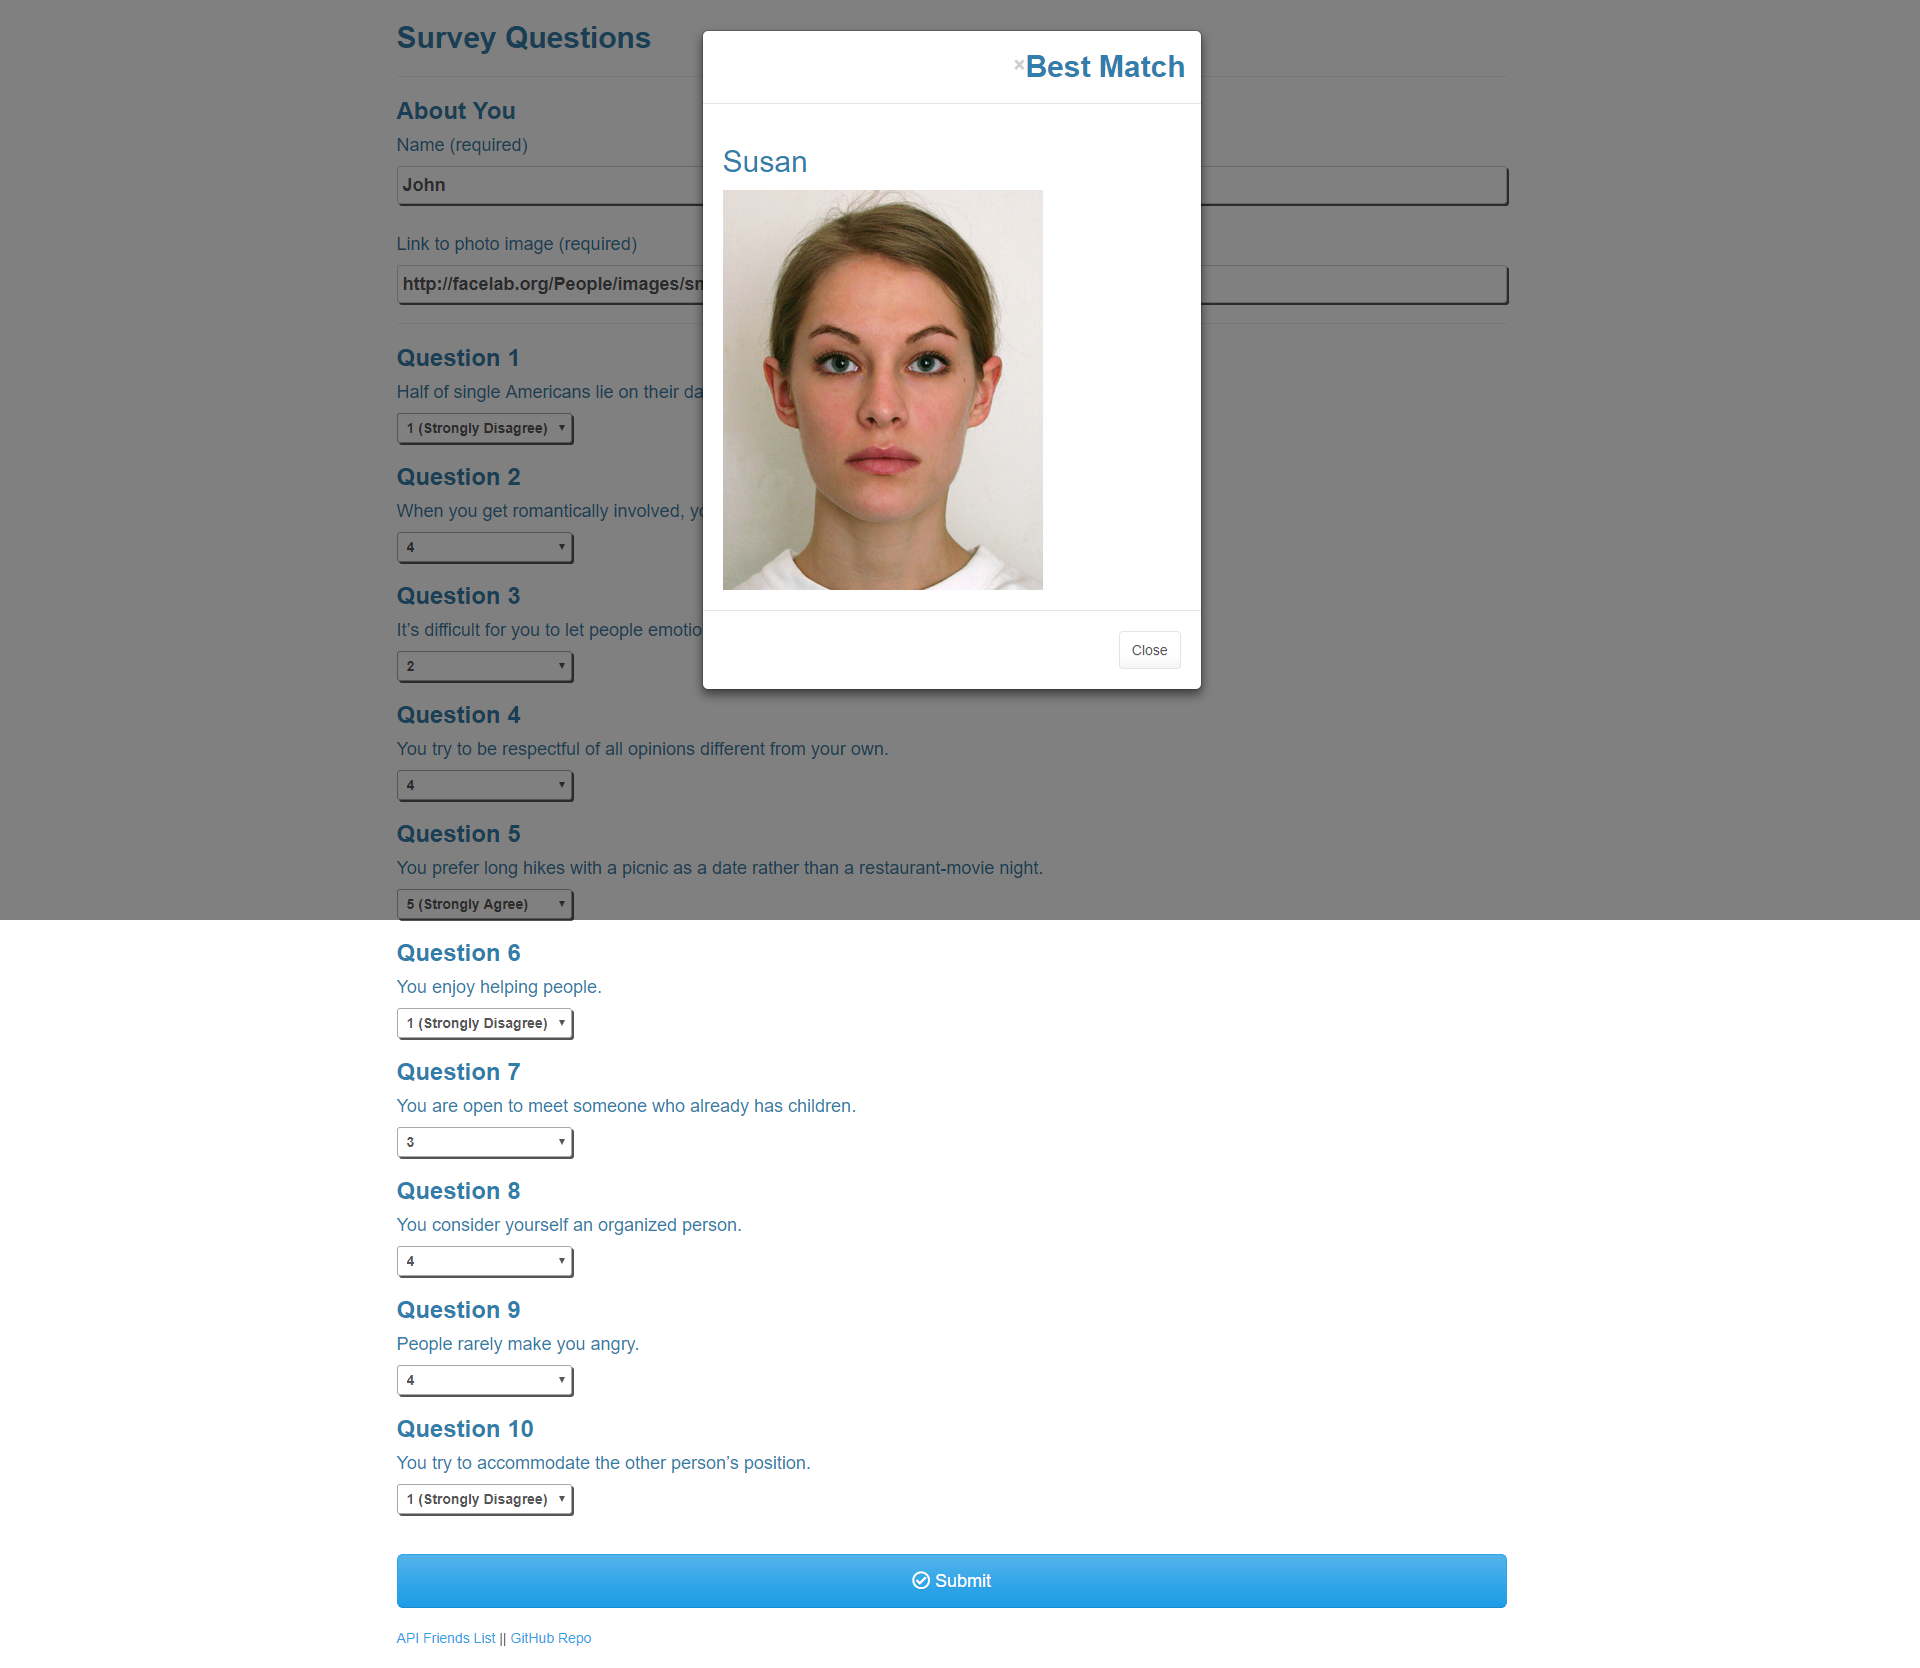 Survey Questions
×Best Match
About You
Name (required)
John
Susan
Link to photo image (required)
http://facelab.org/People/images/
Question 1
Half of single Americans lie on their
1 (Strongly Disagree)
Question 2
When you get romantically involved,
4
Question 3
It’s difficult for you to let people
2
Close
Question 4
You try to be respectful of all opinions different from your own.
4
Question 5
You prefer long hikes with a picnic as a date rather than a restaurant-movie night.
5 (Strongly Agree)
Question 6
You enjoy helping people.
1 (Strongly Disagree)
Question 7
You are open to meet someone who already has children.
3
Question 8
You consider yourself an organized person.
4
Question 9
People rarely make you angry.
4
Question 10
You try to accommodate the other person’s position.
1 (Strongly Disagree)
Submit
API Friends List || GitHub Repo